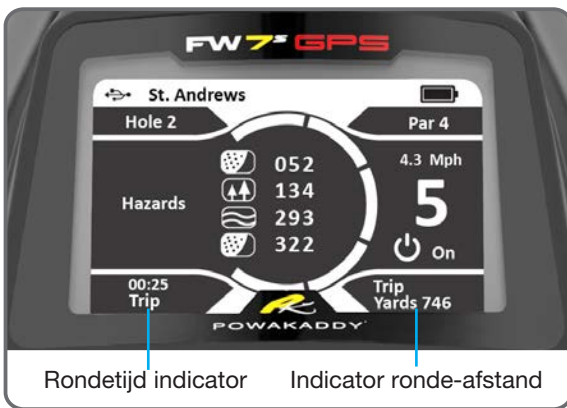 FW7s GPS
St. Andrews
Hole 2
Par 4
Hazards
052
134
293
322
4.3 Mph
5
On
00:25
Trip
Trip
Yards 746
POWAKADDY
Rondetijd indicator
Indicator ronde-afstand